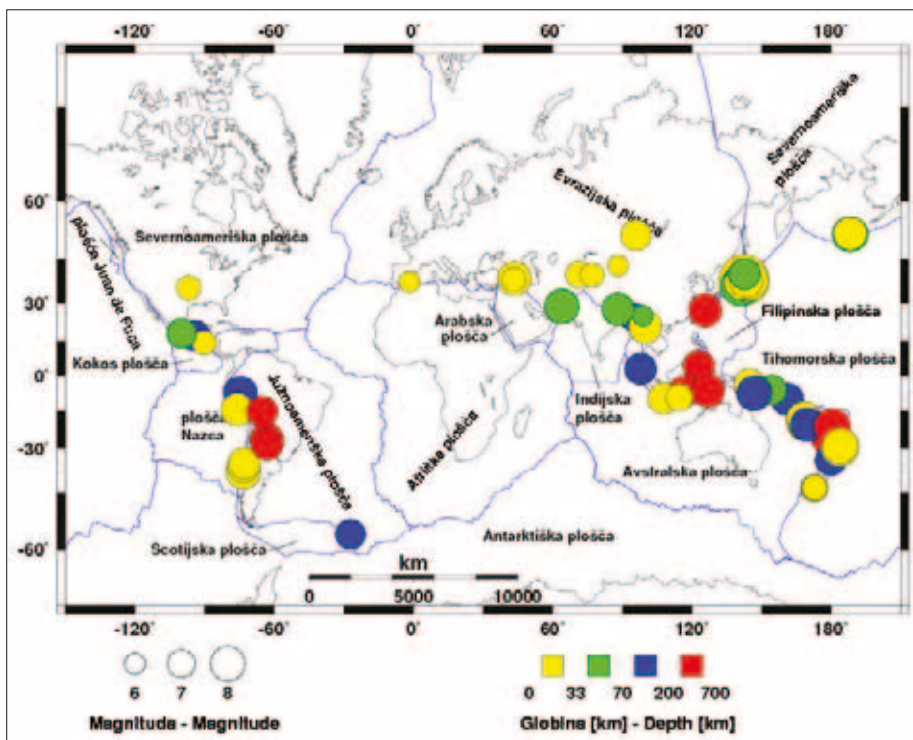 -120° -60° 0° 60° 120° 180°
60°
30°
0°
-30°
-60°
Severnoameriška
plošča
Evrazijska plošča
Severnoameriška plošča
plošča Juan de Fuca
Arabska
plošča
Filipinska plošča
Kokos plošča
Tihomorska plošča
Indijska
plošča
plošča
Nazca
Južnoameriška plošča
Afriška plošča
Avstralska plošča
Scotijska plošča
Antarktiška plošča
km
0 5000 10000
-120° -60° 0° 60° 120° 180°
6 7 8
0 33 70 200 700
Magnituda - Magnitude
Globina [km] - Depth [km]